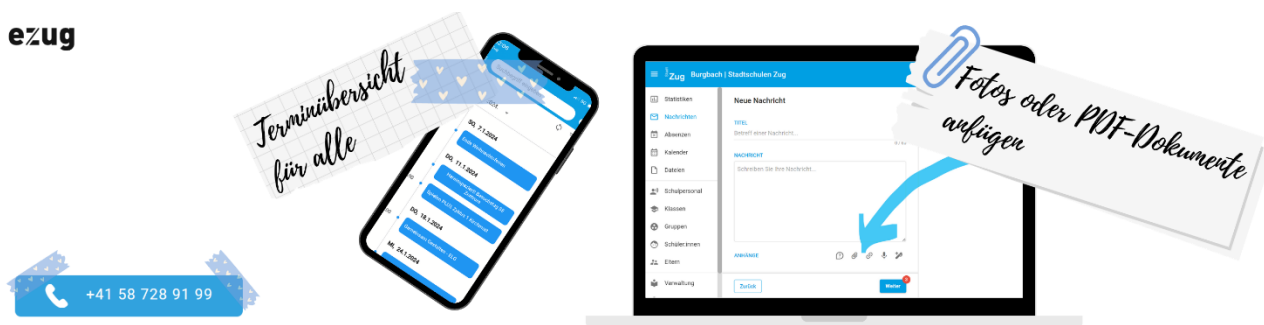 ezug
Terminübersicht
für alle
SO, 7.1.2024
Ende Weihnachtsferien
DO, 11.1.2024
DO, 18.1.2024
MI, 24.1.2024
+41 58 728 91 99
Zug Burgbach | Stadtschulen Zug
Statistiken
Nachrichten
Absenzen
Kalender
Dateien
Schulpersonal
Klassen
Gruppen
Schüler:innen
Eltern
Verwaltung
Neue Nachricht
TITEL
Betreff einer Nachricht...
NACHRICHT
Schreiben Sie Ihre Nachricht...
ANHÄNGE
Zurück
Weiter
Fotos oder PDF-Dokumente
anfügen